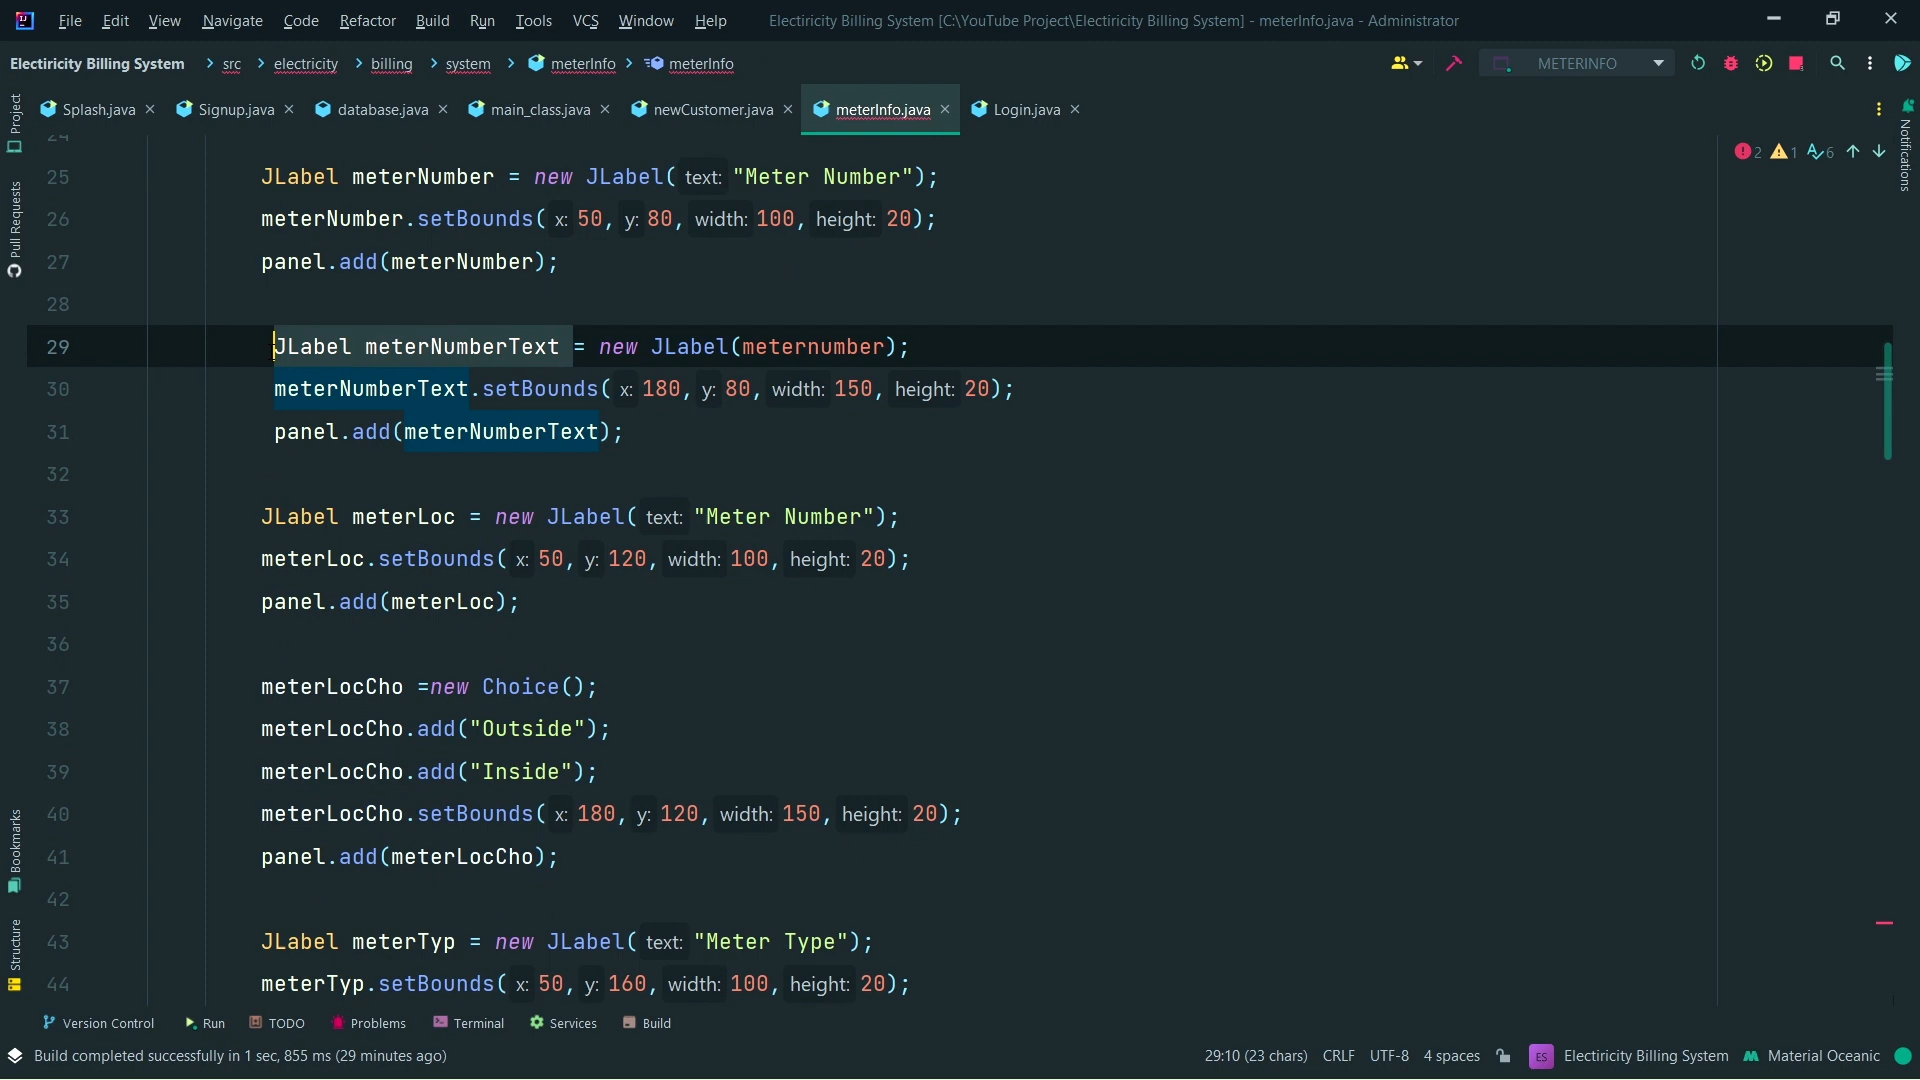 File Edit View Navigate Code Refactor Build Run Tools VCS Window Help Electiricity Billing System [C:\YouTube Project\Electiricity Billing System] - meterInfo.java - Administrator
Electiricity Billing System src electricity billing system meterInfo meterInfo METERINFO
Project Splash.java Signup.java database.java main_class.java newCustomer.java meterInfo.java Login.java
Notifications
Pull Requests
Bookmarks
Structure
2 1 6
24
25 JLabel meterNumber = new JLabel( text: "Meter Number");
26 meterNumber.setBounds( x: 50, y: 80, width: 100, height: 20);
27 panel.add(meterNumber);
28
29 JLabel meterNumberText = new JLabel(meternumber);
30 meterNumberText.setBounds( x: 180, y: 80, width: 150, height: 20);
31 panel.add(meterNumberText);
32
33 JLabel meterLoc = new JLabel( text: "Meter Number");
34 meterLoc.setBounds( x: 50, y: 120, width: 100, height: 20);
35 panel.add(meterLoc);
36
37 meterLocCho =new Choice();
38 meterLocCho.add("Outside");
39 meterLocCho.add("Inside");
40 meterLocCho.setBounds( x: 180, y: 120, width: 150, height: 20);
41 panel.add(meterLocCho);
42
43 JLabel meterTyp = new JLabel( text: "Meter Type");
44 meterTyp.setBounds( x: 50, y: 160, width: 100, height: 20);
Version Control Run TODO Problems Terminal Services Build
Build completed successfully in 1 sec, 855 ms (29 minutes ago) 29:10 (23 chars) CRLF UTF-8 4 spaces ES Electiricity Billing System Material Oceanic